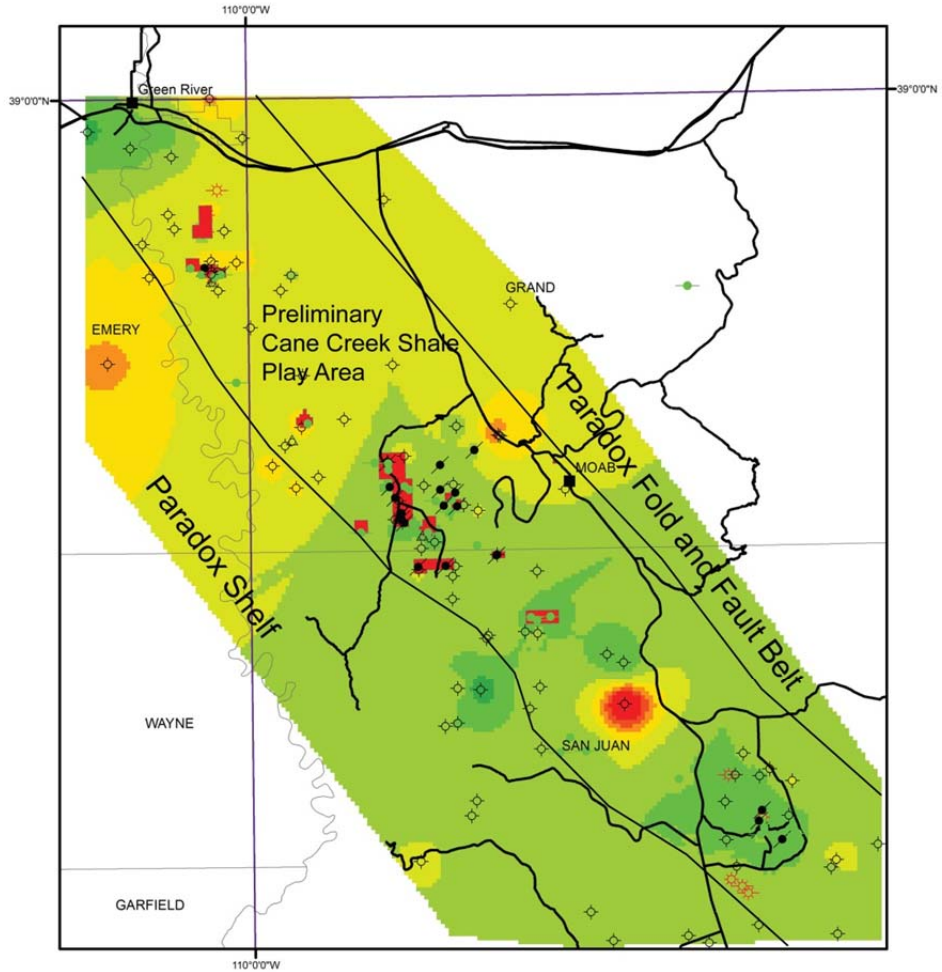 110°0'0"W
Green River
39°0'0"N
39°0'0"N
GRAND
Preliminary
Cane Creek Shale
Play Area
EMERY
Paradox Fold and Fault Belt
MOAB
Paradox Shelf
WAYNE
SAN JUAN
GARFIELD
110°0'0"W